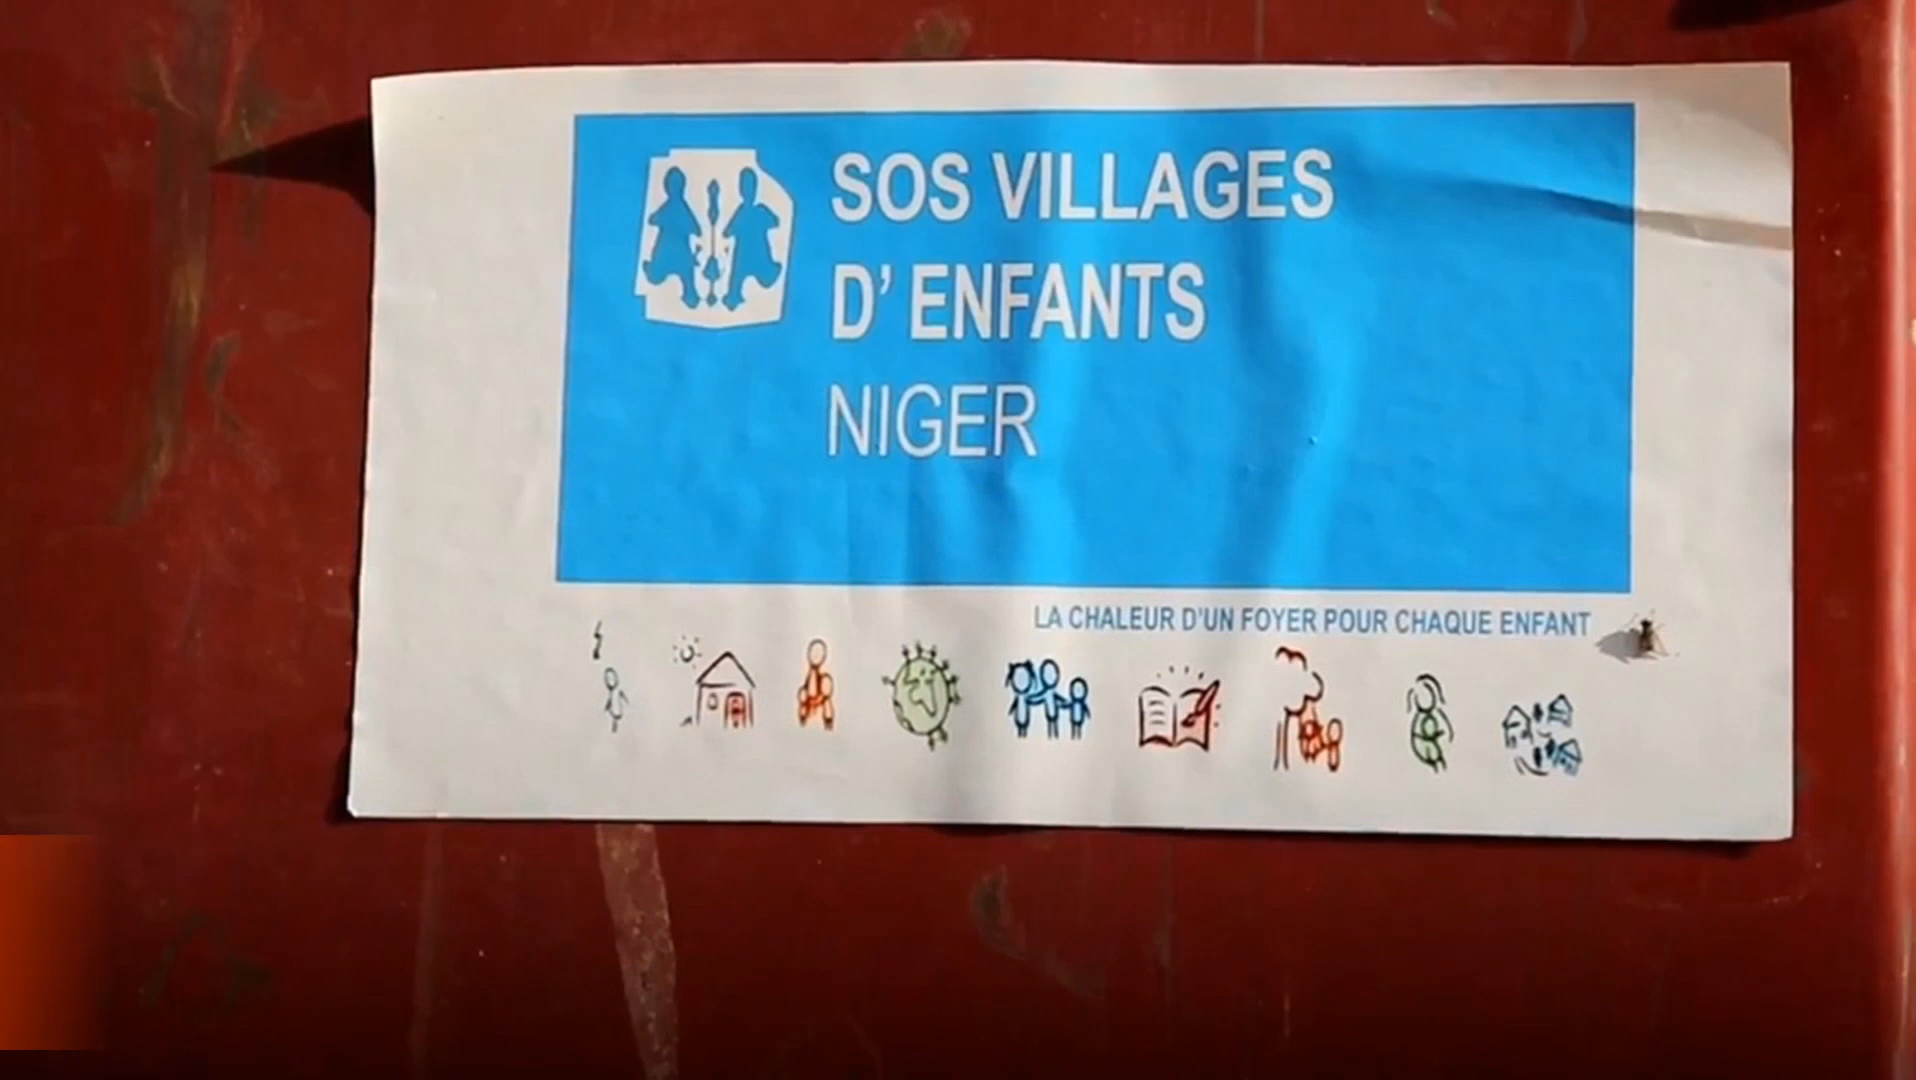 SOS VILLAGES
D' ENFANTS
NIGER
LA CHALEUR D'UN FOYER POUR CHAQUE ENFANT